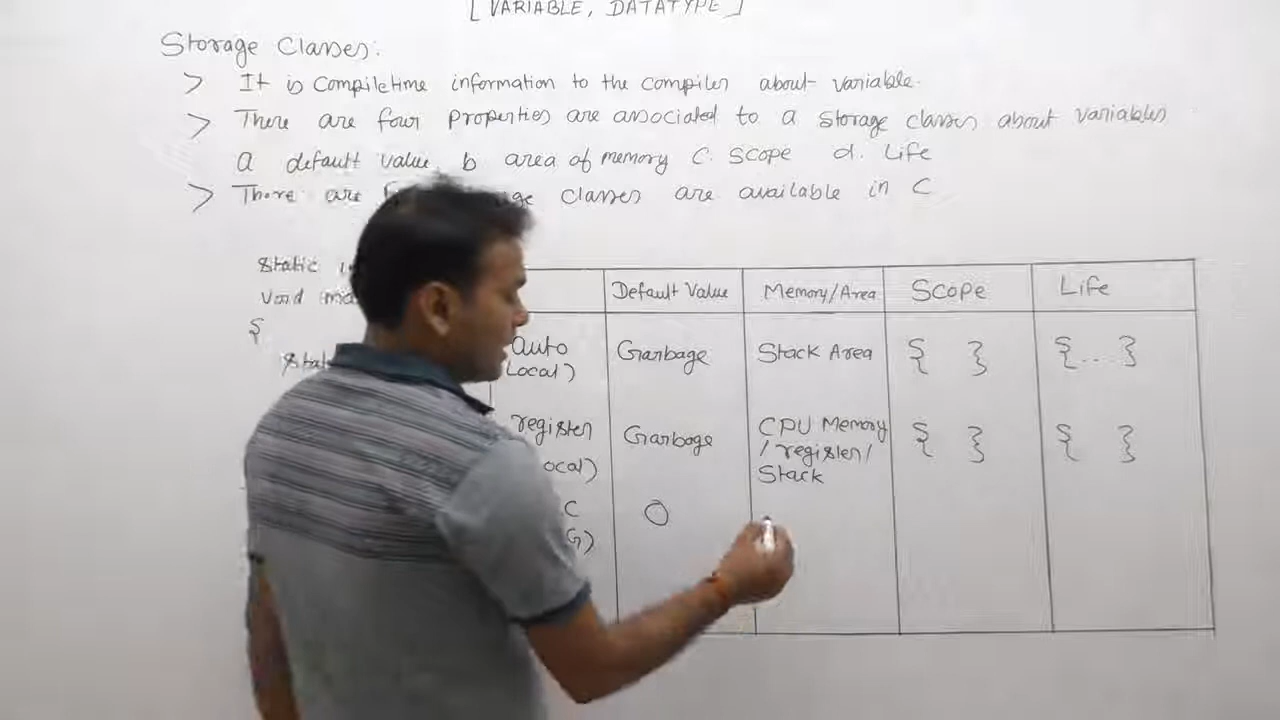 [ VARIABLE, DATATYPE ]
Storage Classes:
> It is compiletime information to the compiler about variable.
> There are four properties are associated to a storage classes about variables
a default value b area of memory c. Scope d. Life
> There are classes are available in C
static
void
{
Default Value Memory/Area Scope Life
auto Garbage Stack Area { } {...}
Local)
register Garbage CPU Memory { } { }
/register/
ocal) Stack
C 0
G)